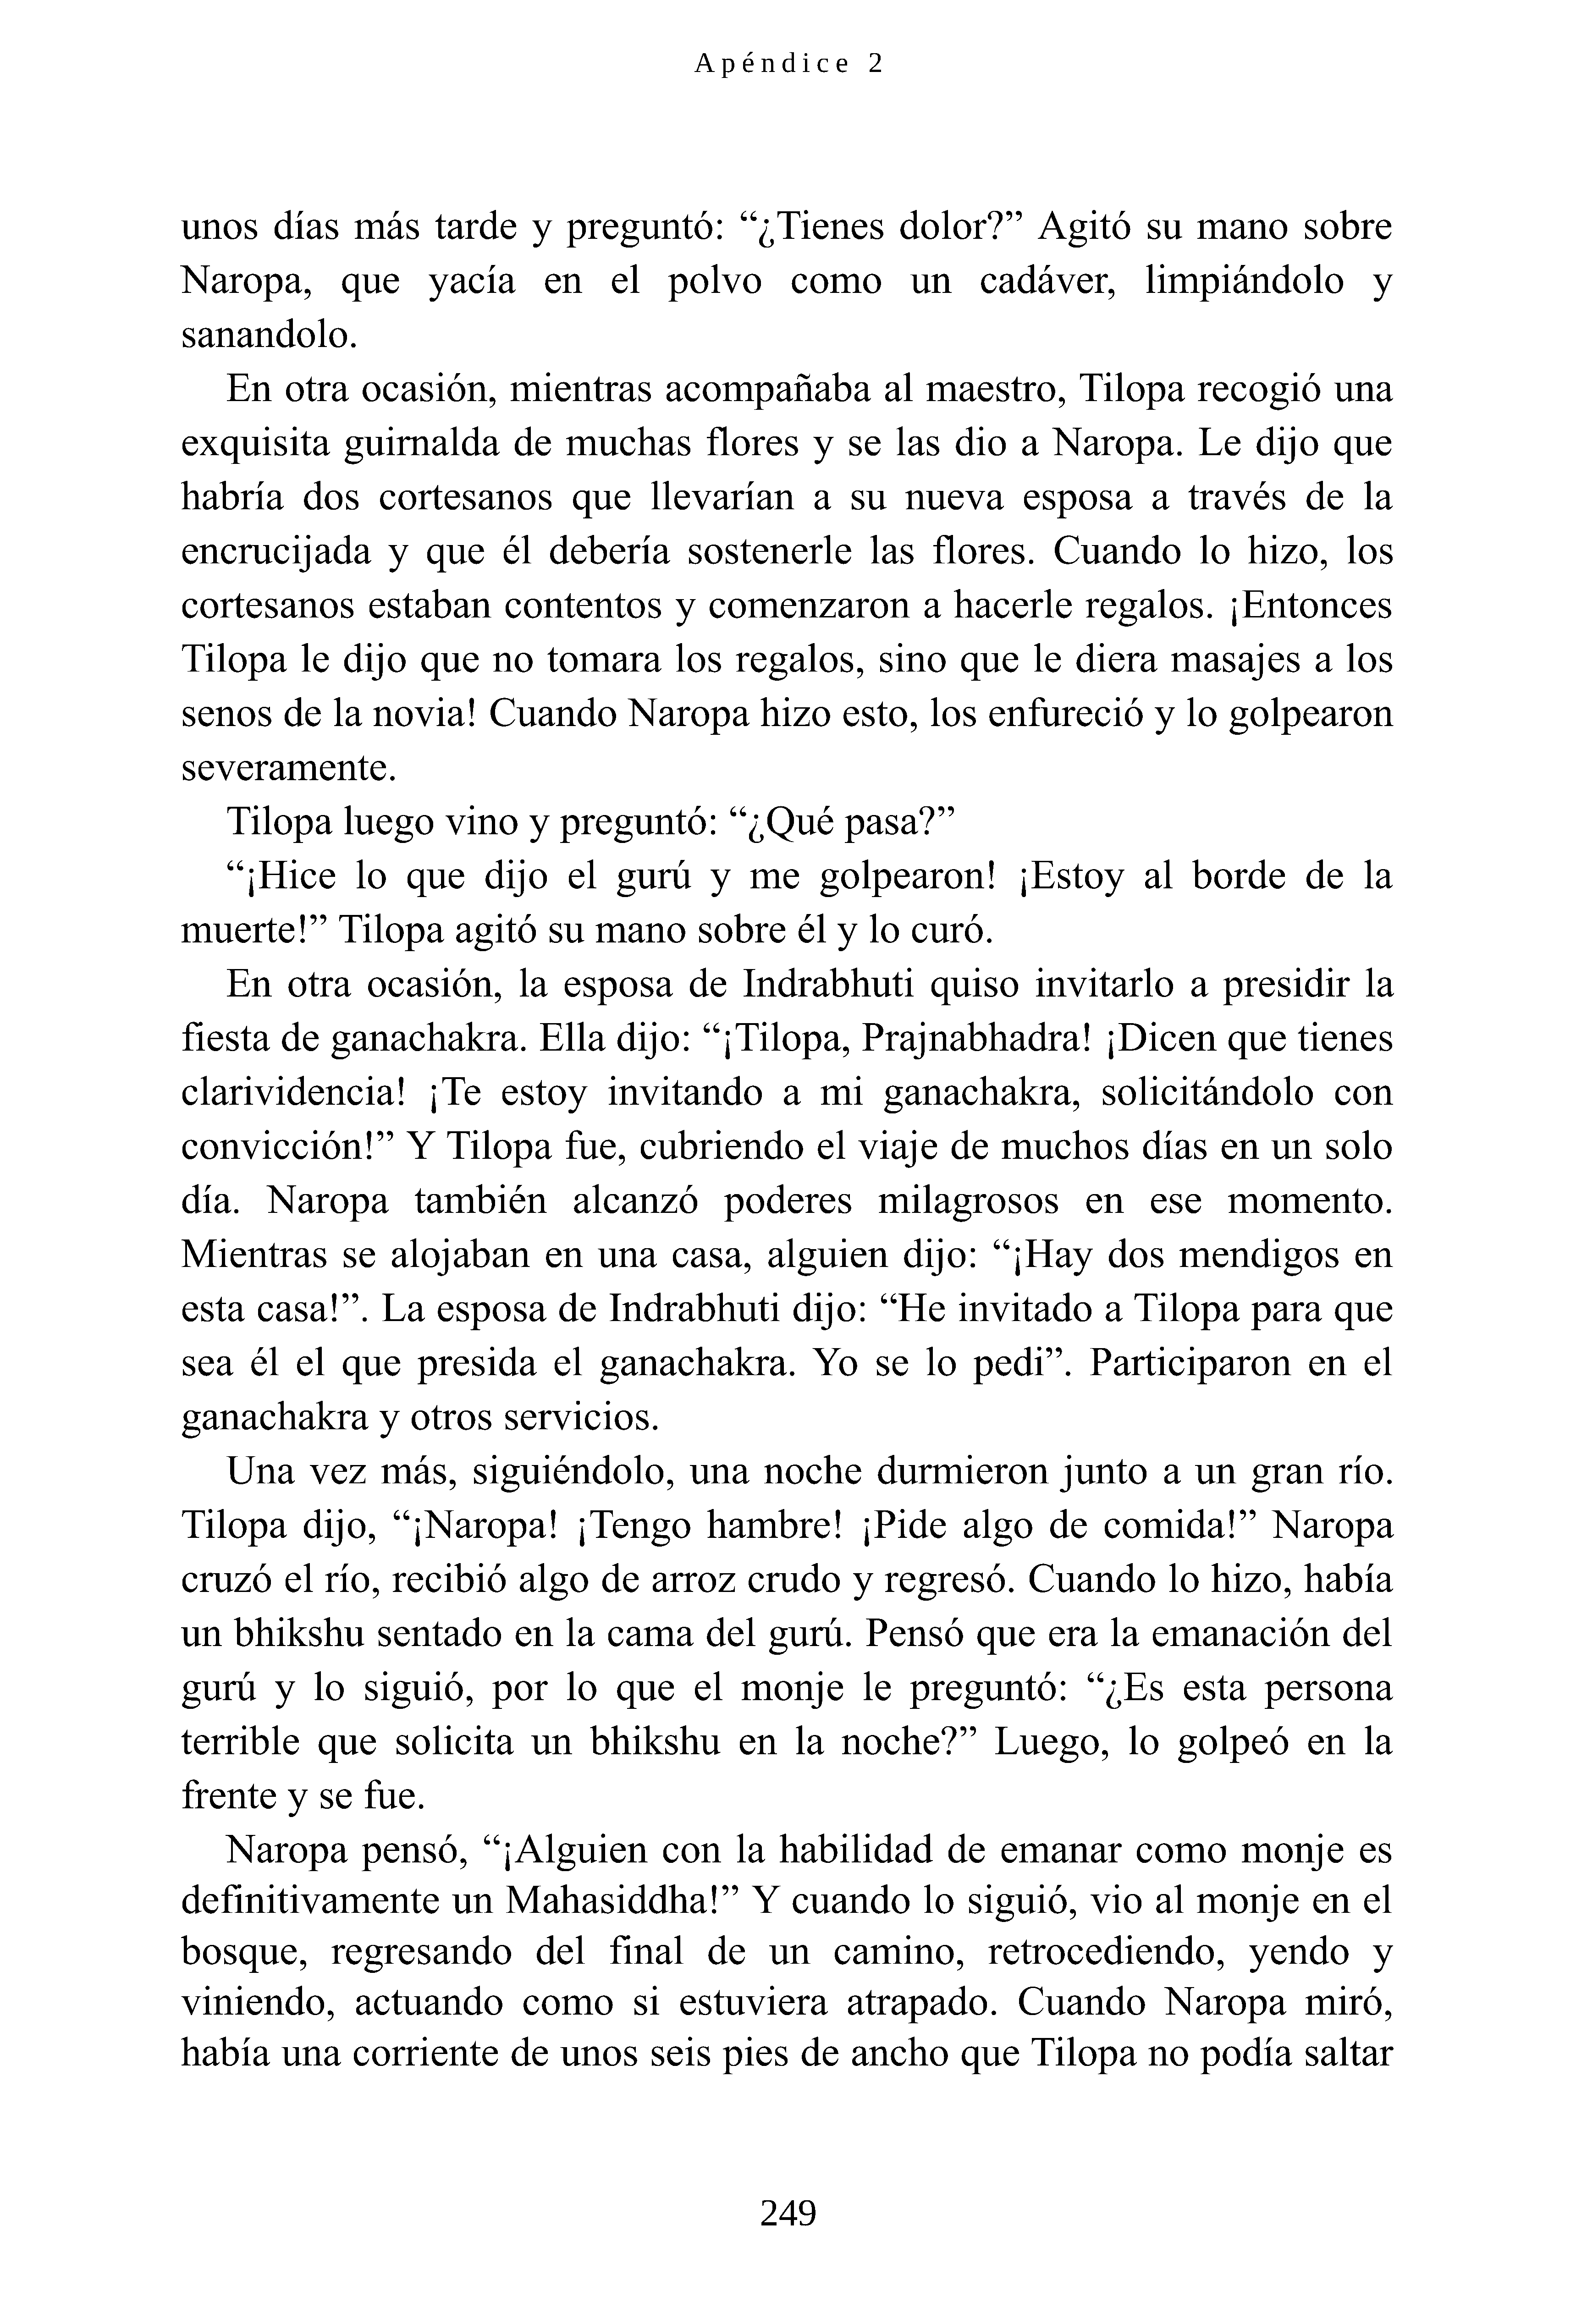 Apéndice 2
unos días más tarde y preguntó: “¿Tienes dolor?” Agitó su mano sobre
Naropa, que yacía en el polvo como un cadáver, limpiándolo y
sanandolo.
En otra ocasión, mientras acompañaba al maestro, Tilopa recogió una
exquisita guirnalda de muchas flores y se las dio a Naropa. Le dijo que
habría dos cortesanos que llevarían a su nueva esposa a través de la
encrucijada y que él debería sostenerle las flores. Cuando lo hizo, los
cortesanos estaban contentos y comenzaron a hacerle regalos. ¡Entonces
Tilopa le dijo que no tomara los regalos, sino que le diera masajes a los
senos de la novia! Cuando Naropa hizo esto, los enfureció y lo golpearon
severamente.
Tilopa luego vino y preguntó: “¿Qué pasa?”
“¡Hice lo que dijo el gurú y me golpearon! ¡Estoy al borde de la
muerte!” Tilopa agitó su mano sobre él y lo curó.
En otra ocasión, la esposa de Indrabhuti quiso invitarlo a presidir la
fiesta de ganachakra. Ella dijo: “¡Tilopa, Prajnabhadra! ¡Dicen que tienes
clarividencia! ¡Te estoy invitando a mi ganachakra, solicitándolo con
convicción!” Y Tilopa fue, cubriendo el viaje de muchos días en un solo
día. Naropa también alcanzó poderes milagrosos en ese momento.
Mientras se alojaban en una casa, alguien dijo: “¡Hay dos mendigos en
esta casa!”. La esposa de Indrabhuti dijo: “He invitado a Tilopa para que
sea él el que presida el ganachakra. Yo se lo pedi”. Participaron en el
ganachakra y otros servicios.
Una vez más, siguiéndolo, una noche durmieron junto a un gran río.
Tilopa dijo, “¡Naropa! ¡Tengo hambre! ¡Pide algo de comida!” Naropa
cruzó el río, recibió algo de arroz crudo y regresó. Cuando lo hizo, había
un bhikshu sentado en la cama del gurú. Pensó que era la emanación del
gurú y lo siguió, por lo que el monje le preguntó: “¿Es esta persona
terrible que solicita un bhikshu en la noche?” Luego, lo golpeó en la
frente y se fue.
Naropa pensó, “¡Alguien con la habilidad de emanar como monje es
definitivamente un Mahasiddha!” Y cuando lo siguió, vio al monje en el
bosque, regresando del final de un camino, retrocediendo, yendo y
viniendo, actuando como si estuviera atrapado. Cuando Naropa miró,
había una corriente de unos seis pies de ancho que Tilopa no podía saltar
249